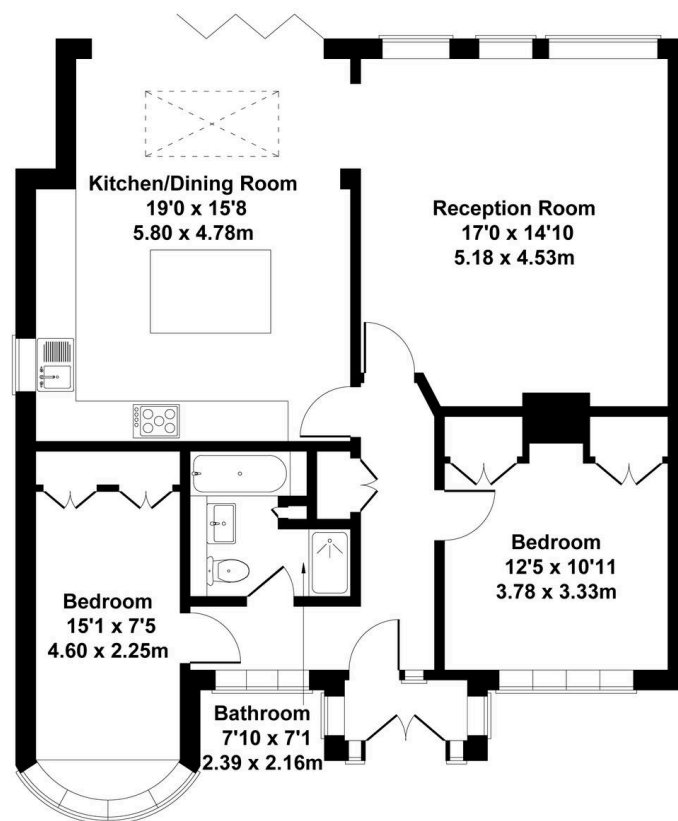 Kitchen/Dining Room
19'0 x 15'8
5.80 x 4.78m
Reception Room
17'0 x 14'10
5.18 x 4.53m
Bedroom
12'5 x 10'11
3.78 x 3.33m
Bedroom
15'1 x 7'5
4.60 x 2.25m
Bathroom
7'10 x 7'1
2.39 x 2.16m